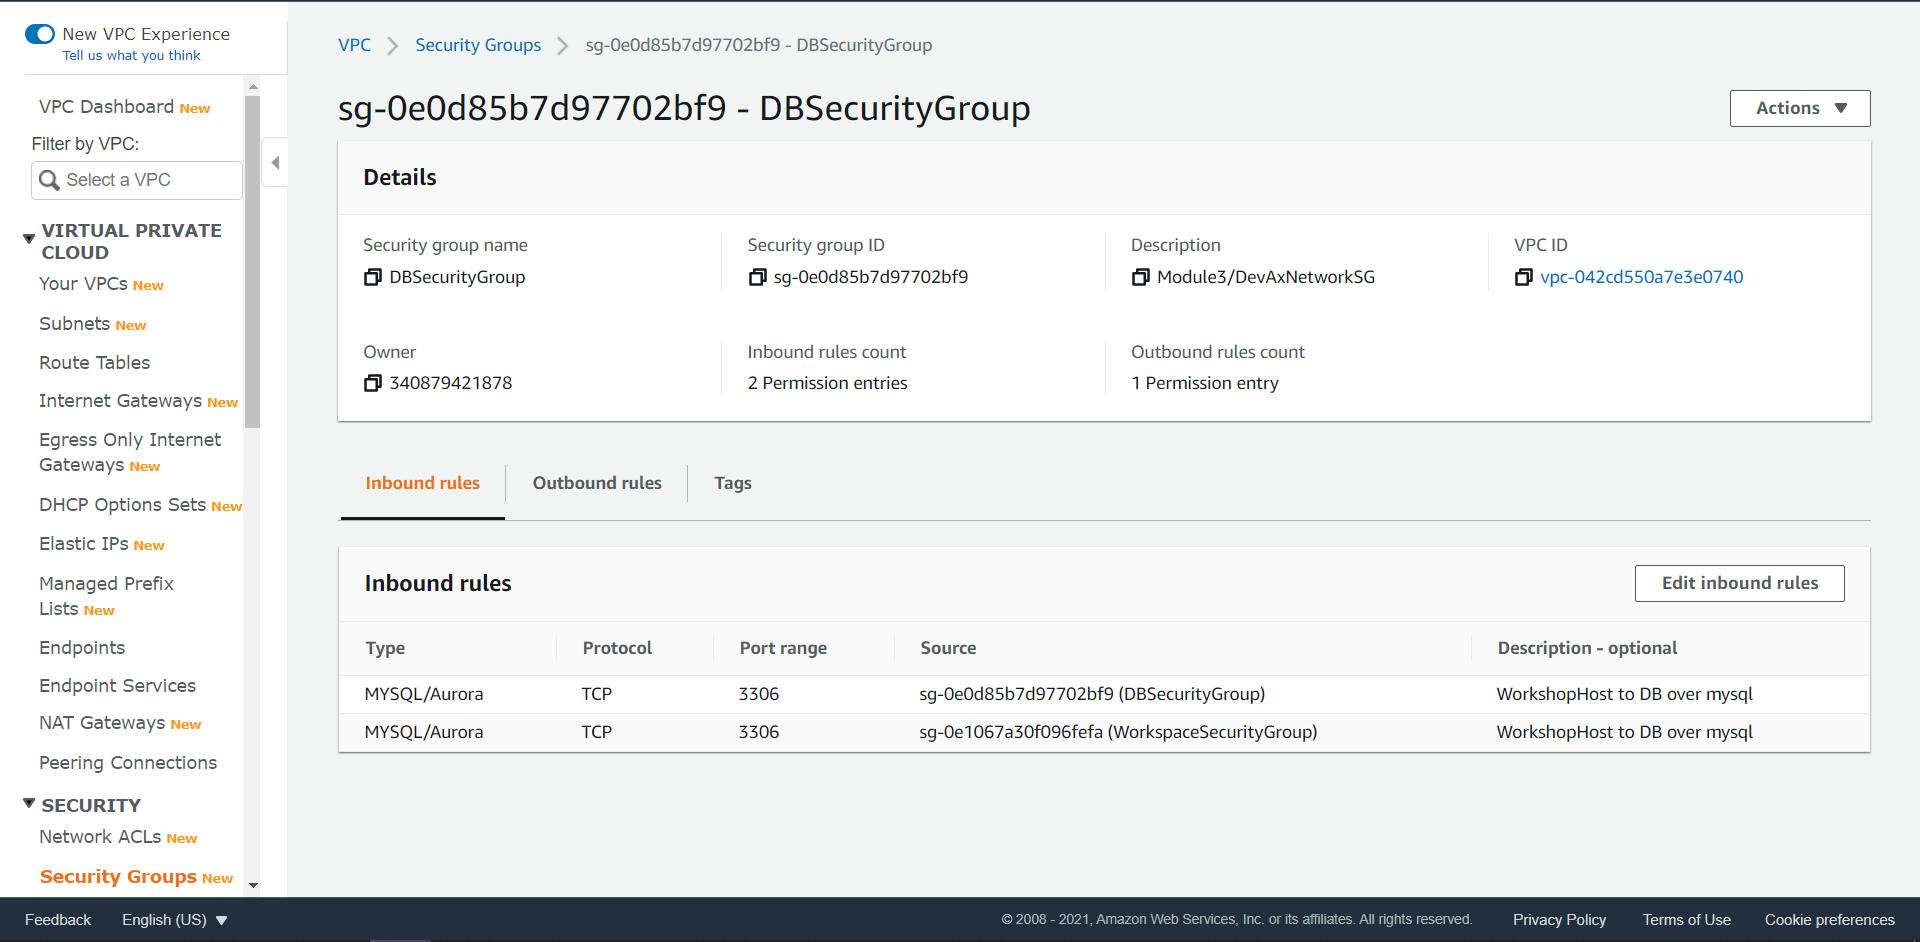 New VPC Experience
Tell us what you think
VPC Dashboard New
Filter by VPC:
Select a VPC
VIRTUAL PRIVATE
CLOUD
Your VPCs New
Subnets New
Route Tables
Internet Gateways New
Egress Only Internet
Gateways New
DHCP Options Sets New
Elastic IPs New
Managed Prefix
Lists New
Endpoints
Endpoint Services
NAT Gateways New
Peering Connections
SECURITY
Network ACLs New
Security Groups New
VPC Security Groups sg-0e0d85b7d97702bf9 - DBSecurityGroup
sg-0e0d85b7d97702bf9 - DBSecurityGroup
Actions
Details
Security group name Security group ID Description VPC ID
DBSecurityGroup sg-0e0d85b7d97702bf9 Module3/DevAxNetworkSG vpc-042cd550a7e3e0740
Owner Inbound rules count Outbound rules count
340879421878 2 Permission entries 1 Permission entry
Inbound rules Outbound rules Tags
Inbound rules
Edit inbound rules
Type Protocol Port range Source Description - optional
MYSQL/Aurora TCP 3306 sg-0e0d85b7d97702bf9 (DBSecurityGroup) WorkshopHost to DB over mysql
MYSQL/Aurora TCP 3306 sg-0e1067a30f096fefa (WorkspaceSecurityGroup) WorkshopHost to DB over mysql
Feedback English (US) © 2008 - 2021, Amazon Web Services, Inc. or its affiliates. All rights reserved. Privacy Policy Terms of Use Cookie preferences